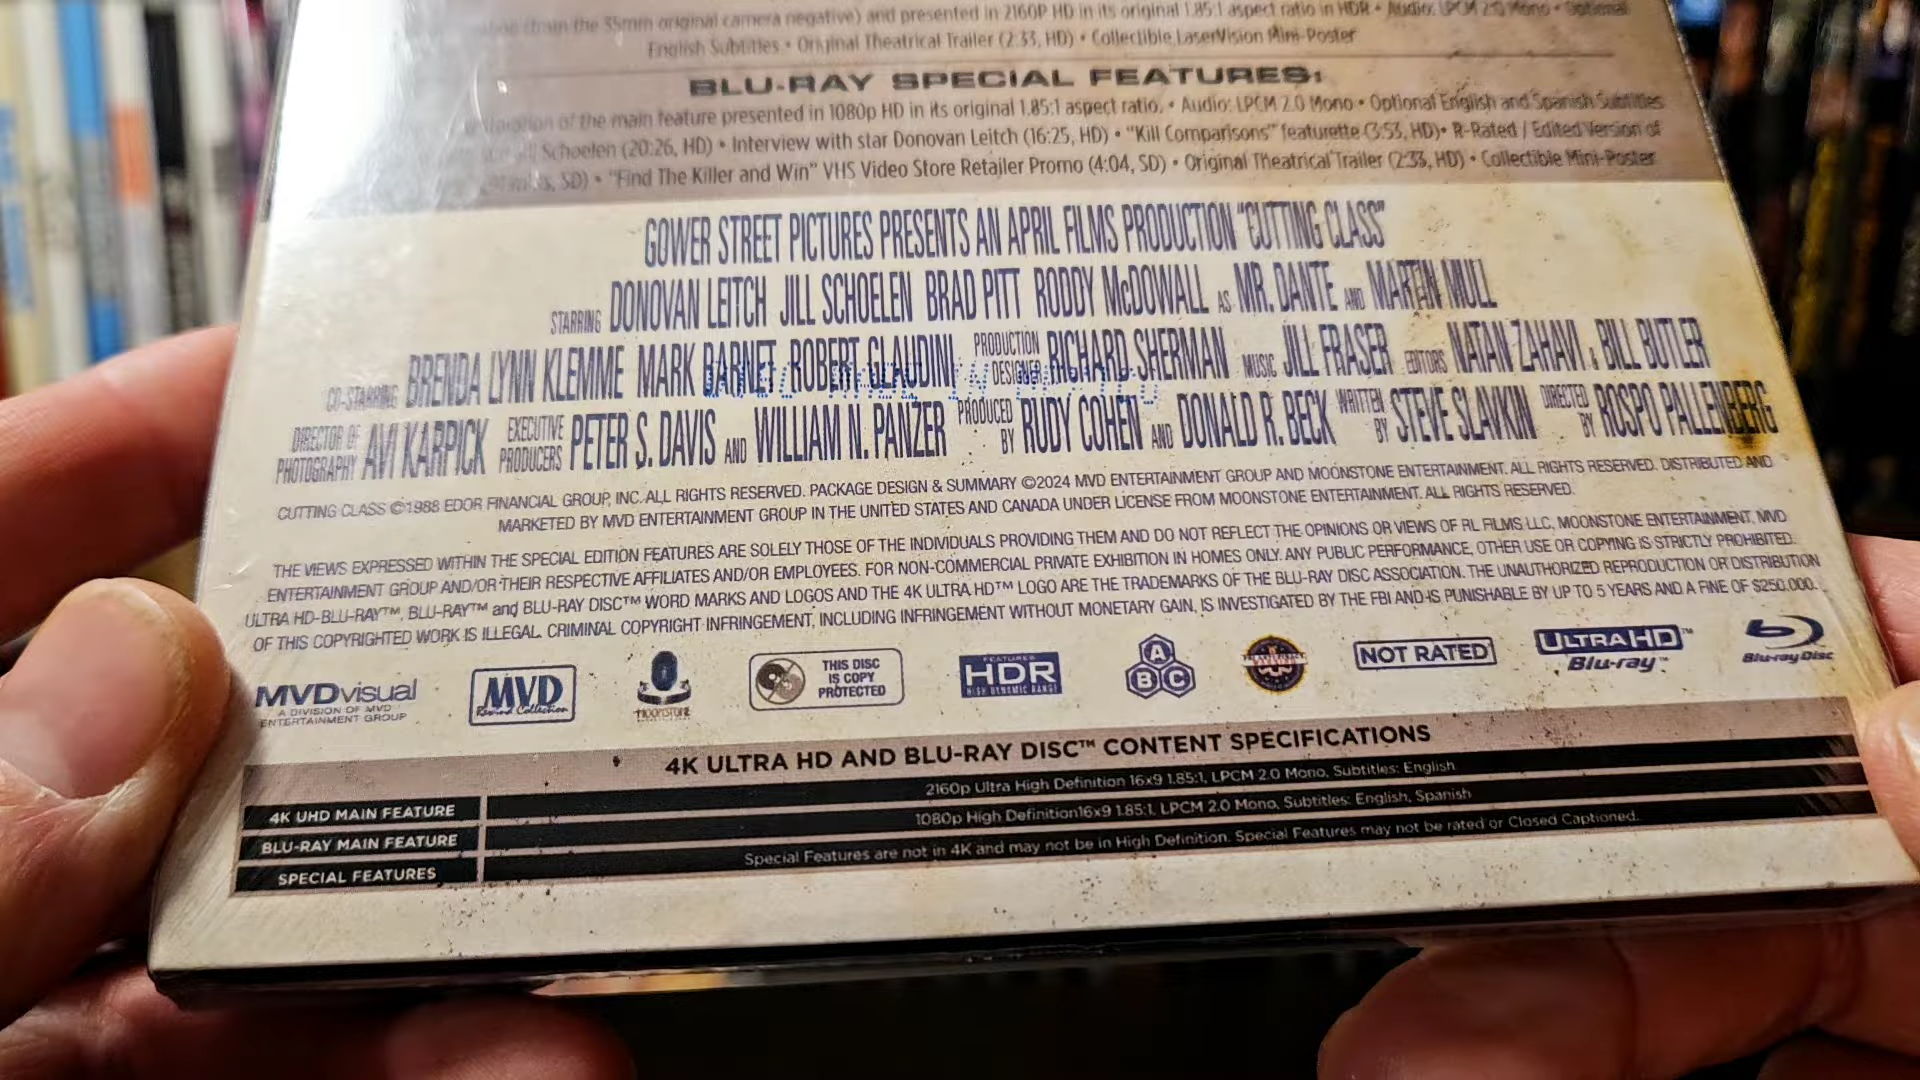 (from the 35mm original camera negative) and presented in 2160P HD in its original 1.85:1 aspect ratio in HDR • Audio: LPCM 2.0 Mono • Optional
English Subtitles • Original Theatrical Trailer (2:33, HD) • Collectible LaserVision Mini-Poster
BLU-RAY SPECIAL FEATURES:
of the main feature presented in 1080p HD in its original 1.85:1 aspect ratio. • Audio: LPCM 2.0 Mono • Optional English and Spanish Subtitles
Schoelen (20:26, HD) • Interview with star Donovan Leitch (16:25, HD) • "Kill Comparisons" featurette (3:53, HD)• R-Rated / Edited Version of
SD) • "Find The Killer and Win" VHS Video Store Retailer Promo (4:04, SD) • Original Theatrical Trailer (2:33, HD) • Collectible Mini-Poster
GOWER STREET PICTURES PRESENTS AN APRIL FILMS PRODUCTION "CUTTING CLASS"
STARRING DONOVAN LEITCH JILL SCHOELEN BRAD PITT RODDY McDOWALL AS MR. DANTE AND MARTIN MULL
CO-STARRING BRENDA LYNN KLEMME MARK BARNET ROBERT GLAUDINI PRODUCTION DESIGNER RICHARD SHERMAN MUSIC JILL FRASER EDITORS NATAN ZAHAVI & BILL BUTLER
DIRECTOR OF PHOTOGRAPHY AVI KARPICK EXECUTIVE PRODUCERS PETER S. DAVIS AND WILLIAM N. PANZER PRODUCED BY RUDY COHEN AND DONALD R. BECK WRITTEN BY STEVE SLAVKIN DIRECTED BY ROSPO PALLENBERG
CUTTING CLASS ©1988 EDOR FINANCIAL GROUP, INC. ALL RIGHTS RESERVED. PACKAGE DESIGN & SUMMARY ©2024 MVD ENTERTAINMENT GROUP AND MOONSTONE ENTERTAINMENT. ALL RIGHTS RESERVED. DISTRIBUTED AND
MARKETED BY MVD ENTERTAINMENT GROUP IN THE UNITED STATES AND CANADA UNDER LICENSE FROM MOONSTONE ENTERTAINMENT. ALL RIGHTS RESERVED.
THE VIEWS EXPRESSED WITHIN THE SPECIAL EDITION FEATURES ARE SOLELY THOSE OF THE INDIVIDUALS PROVIDING THEM AND DO NOT REFLECT THE OPINIONS OR VIEWS OF RL FILMS LLC, MOONSTONE ENTERTAINMENT, MVD
ENTERTAINMENT GROUP AND/OR THEIR RESPECTIVE AFFILIATES AND/OR EMPLOYEES. FOR NON-COMMERCIAL PRIVATE EXHIBITION IN HOMES ONLY. ANY PUBLIC PERFORMANCE, OTHER USE OR COPYING IS STRICTLY PROHIBITED.
ULTRA HD-BLU-RAY™, BLU-RAY™ and BLU-RAY DISC™ WORD MARKS AND LOGOS AND THE 4K ULTRA HD™ LOGO ARE THE TRADEMARKS OF THE BLU-RAY DISC ASSOCIATION. THE UNAUTHORIZED REPRODUCTION OR DISTRIBUTION
OF THIS COPYRIGHTED WORK IS ILLEGAL. CRIMINAL COPYRIGHT INFRINGEMENT, INCLUDING INFRINGEMENT WITHOUT MONETARY GAIN, IS INVESTIGATED BY THE FBI AND IS PUNISHABLE BY UP TO 5 YEARS AND A FINE OF $250,000.
MVDvisual
A DIVISION OF MVD
ENTERTAINMENT GROUP
MVD
Rewind Collection
MOONSTONE
THIS DISC
IS COPY
PROTECTED
FEATURES
HDR
HIGH DYNAMIC RANGE
A
B C
NOT RATED
ULTRA HD™
Blu-ray™
Blu-ray Disc
4K ULTRA HD AND BLU-RAY DISC™ CONTENT SPECIFICATIONS
4K UHD MAIN FEATURE 2160p Ultra High Definition 16x9 1.85:1, LPCM 2.0 Mono, Subtitles: English
BLU-RAY MAIN FEATURE 1080p High Definition16x9 1.85:1, LPCM 2.0 Mono, Subtitles: English, Spanish
SPECIAL FEATURES Special Features are not in 4K and may not be in High Definition. Special Features may not be rated or Closed Captioned.